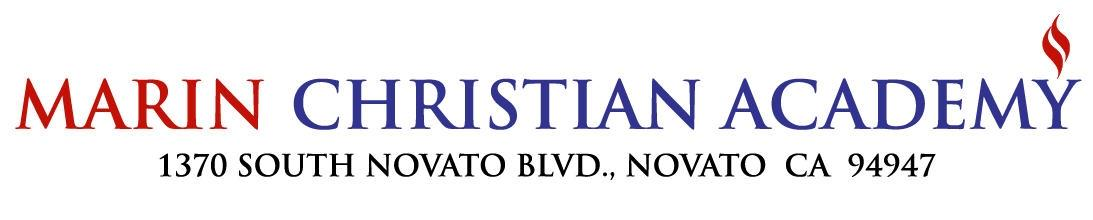 MARIN CHRISTIAN ACADEMY
1370 SOUTH NOVATO BLVD., NOVATO CA 94947